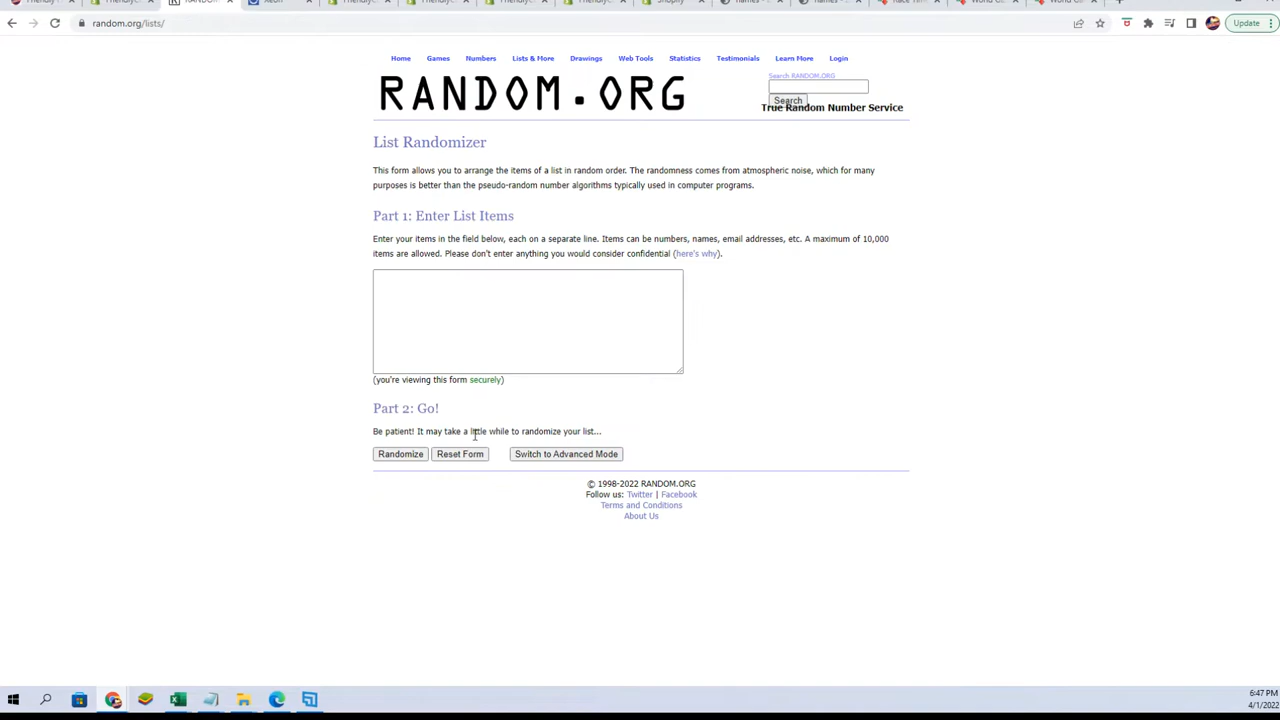 RANDO
Shopify
random.org/lists/
Update
Home Games Numbers Lists & More Drawings Web Tools Statistics Testimonials Learn More Login
RANDOM.ORG
Search RANDOM.ORG
Search
True Random Number Service
List Randomizer
This form allows you to arrange the items of a list in random order. The randomness comes from atmospheric noise, which for many
purposes is better than the pseudo-random number algorithms typically used in computer programs.
Part 1: Enter List Items
Enter your items in the field below, each on a separate line. Items can be numbers, names, email addresses, etc. A maximum of 10,000
items are allowed. Please don't enter anything you would consider confidential (here's why).
(you're viewing this form securely)
Part 2: Go!
Be patient! It may take a little while to randomize your list...
Randomize Reset Form Switch to Advanced Mode
© 1998-2022 RANDOM.ORG
Follow us: Twitter | Facebook
Terms and Conditions
About Us
6:47 PM
4/1/2022